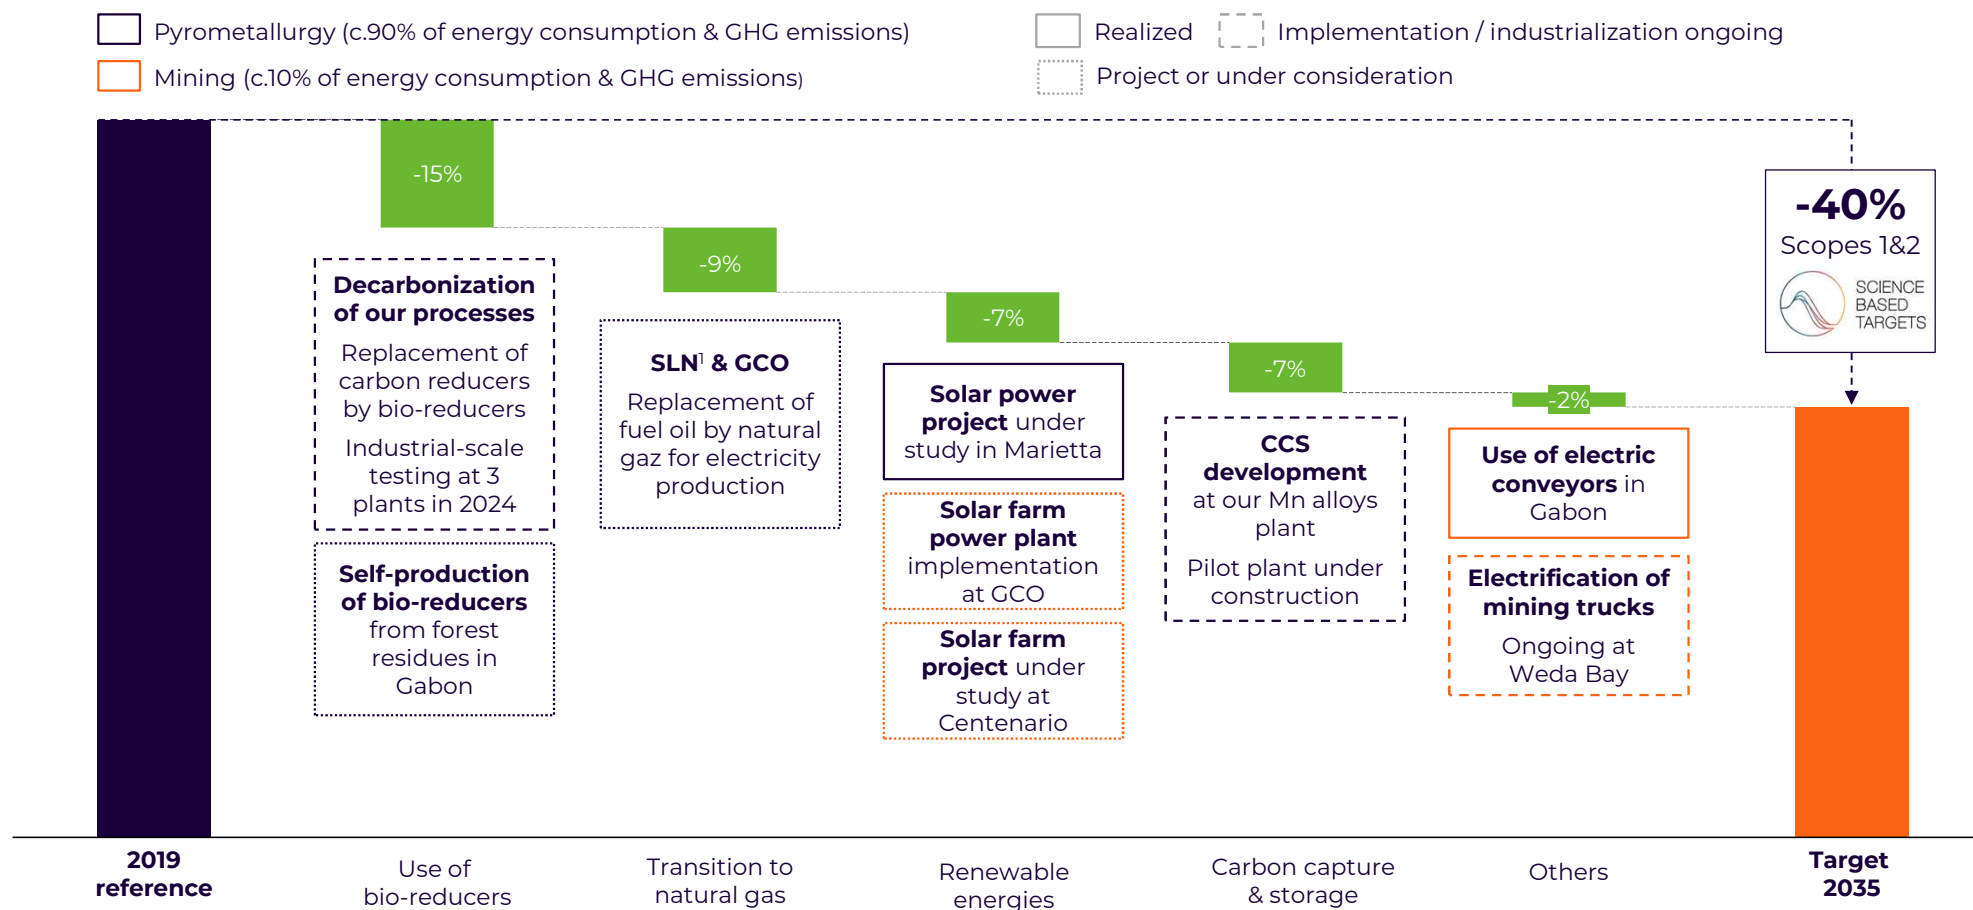 Pyrometallurgy (c.90% of energy consumption & GHG emissions)
Mining (c.10% of energy consumption & GHG emissions)
Realized
Implementation / industrialization ongoing
Project or under consideration
-15%
-9%
-7%
-7%
-2%
-40%
Scopes 1&2
SCIENCE
BASED
TARGETS
Decarbonization
of our processes
Replacement of
carbon reducers
by bio-reducers
Industrial-scale
testing at 3
plants in 2024
Self-production
of bio-reducers
from forest
residues in
Gabon
SLN¹ & GCO
Replacement of
fuel oil by natural
gaz for electricity
production
Solar power
project under
study in Marietta
Solar farm
power plant
implementation
at GCO
Solar farm
project under
study at
Centenario
CCS
development
at our Mn alloys
plant
Pilot plant under
construction
Use of electric
conveyors in
Gabon
Electrification of
mining trucks
Ongoing at
Weda Bay
2019
reference
Use of
bio-reducers
Transition to
natural gas
Renewable
energies
Carbon capture
& storage
Others
Target
2035